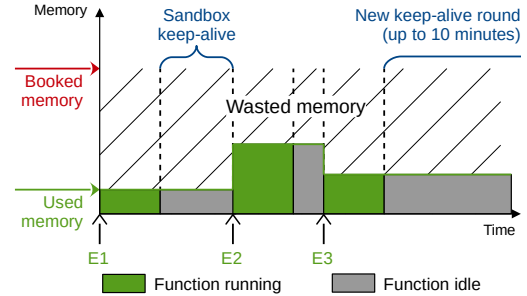 Memory
Sandbox
keep-alive
New keep-alive round
(up to 10 minutes)
Booked
memory
Wasted memory
Used
memory
Time
E1
E2
E3
Function running
Function idle